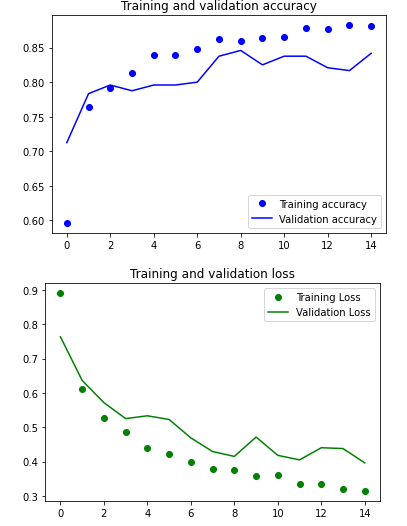 Training and validation accuracy
0.85
0.80
0.75
0.70
0.65
0.60
Training accuracy
Validation accuracy
0 2 4 6 8 10 12 14
Training and validation loss
0.9
Training Loss
Validation Loss
0.8
0.7
0.6
0.5
0.4
0.3
0 2 4 6 8 10 12 14